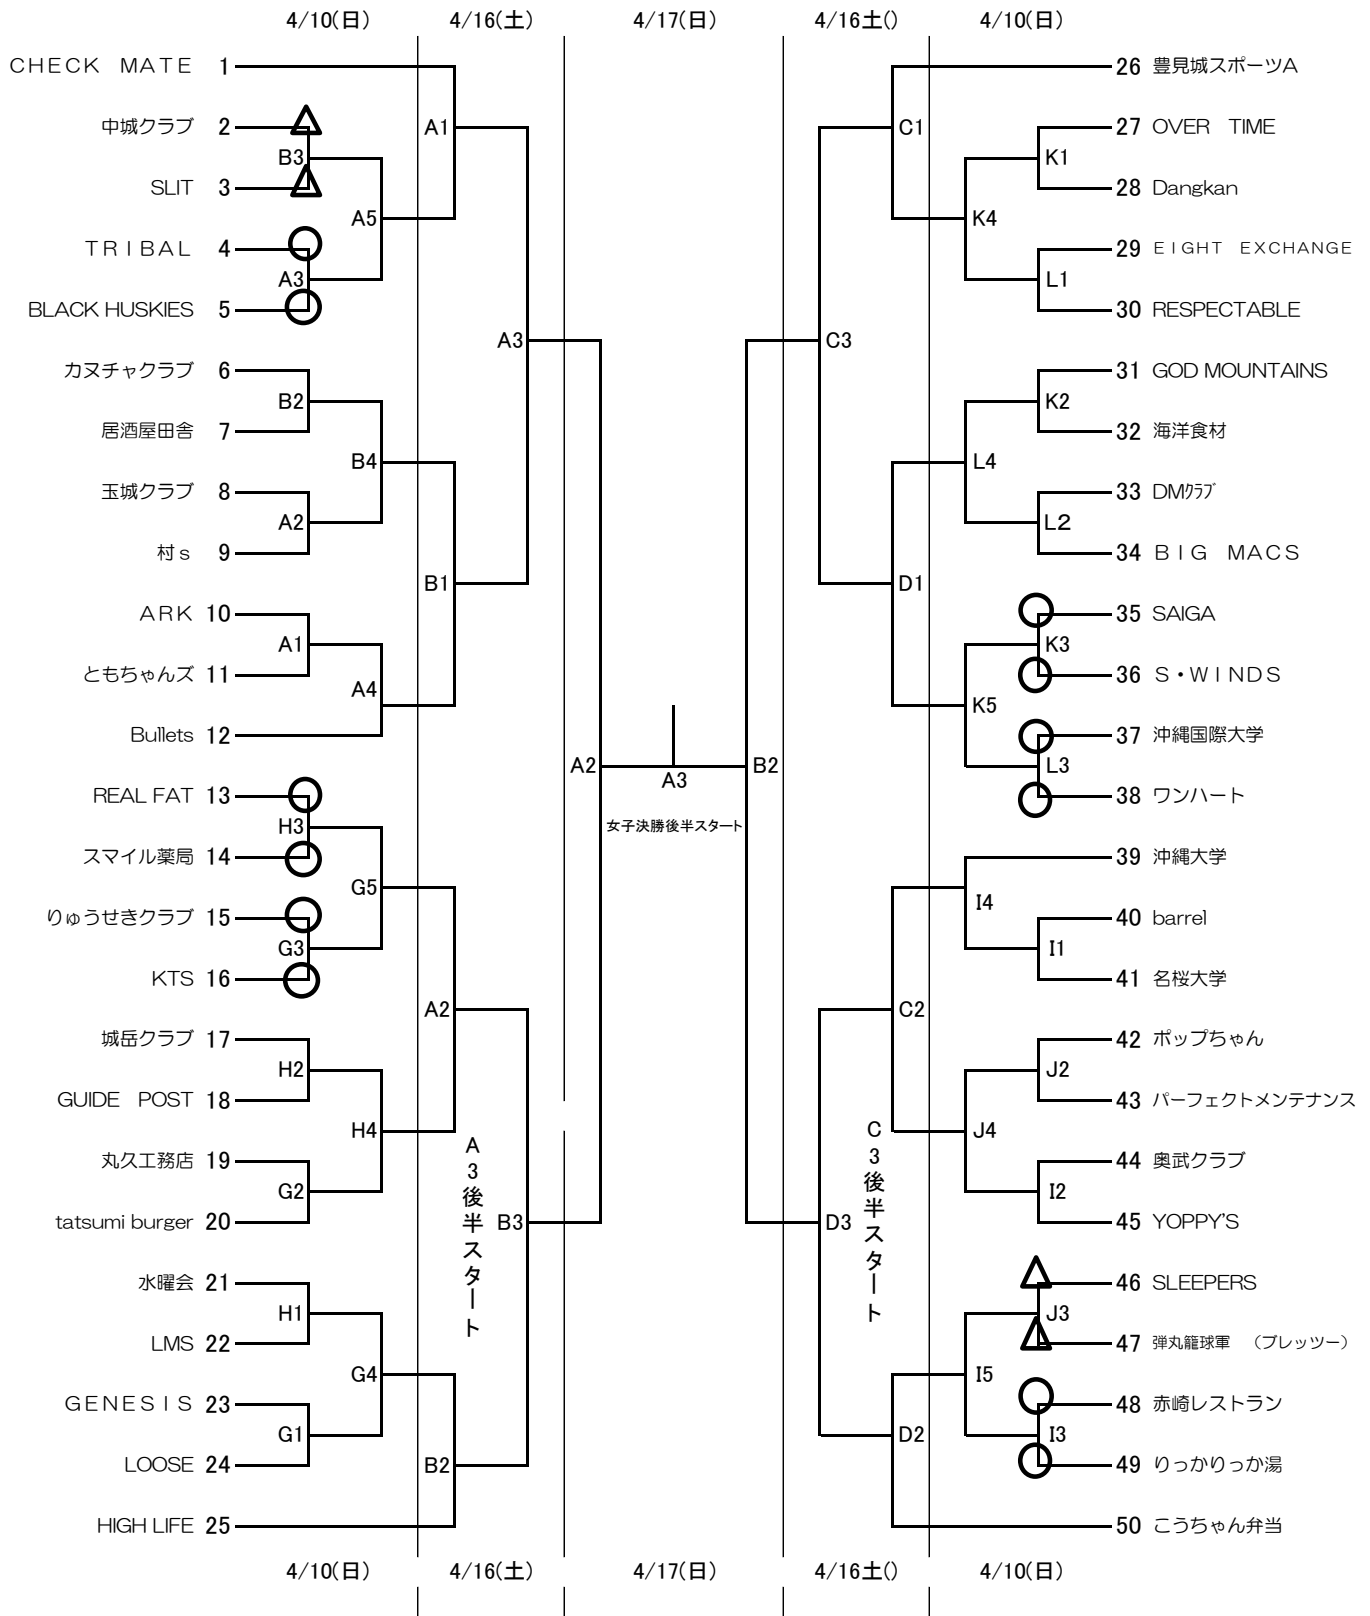 4/10(日) 4/16(土) 4/17(日) 4/16土() 4/10(日)
CHECK　MATE 1
中城クラブ 2
SLIT 3
ＴＲＩＢＡＬ 4
BLACK HUSKIES 5
カヌチャクラブ 6
居酒屋田舎 7
玉城クラブ 8
村ｓ 9
ＡＲＫ 10
ともちゃんズ 11
Bullets 12
REAL FAT 13
スマイル薬局 14
りゅうせきクラブ 15
KTS 16
城岳クラブ 17
GUIDE　POST 18
丸久工務店 19
tatsumi burger 20
水曜会 21
LMS 22
ＧＥＮＥＳＩＳ 23
LOOSE 24
HIGH LIFE 25
B3
A3
B2
A2
A1
H3
G3
H2
G2
H1
G1
A5
B4
A4
G5
H4
G4
A1
B1
A2
B2
A3
B3
A3後半スタート
A2
A3
女子決勝後半スタート
B2
C3
D3
C3後半スタート
C1
D1
C2
D2
K4
L4
K5
I4
J4
I5
K1
L1
K2
L2
K3
L3
I1
J2
I2
J3
I3
26 豊見城スポーツA
27 OVER　TIME
28 Dangkan
29 ＥＩＧＨＴ　ＥＸＣＨＡＮＧＥ
30 RESPECTABLE
31 GOD MOUNTAINS
32 海洋食材
33 DMｸﾗﾌﾞ
34 ＢＩＧ　ＭＡＣＳ
35 SAIGA
36 Ｓ・ＷＩＮＤＳ
37 沖縄国際大学
38 ワンハート
39 沖縄大学
40 barrel
41 名桜大学
42 ポップちゃん
43 パーフェクトメンテナンス
44 奥武クラブ
45 YOPPY'S
46 SLEEPERS
47 弾丸籠球軍　（ブレッツー）
48 赤崎レストラン
49 りっかりっか湯
50 こうちゃん弁当
4/10(日) 4/16(土) 4/17(日) 4/16土() 4/10(日)